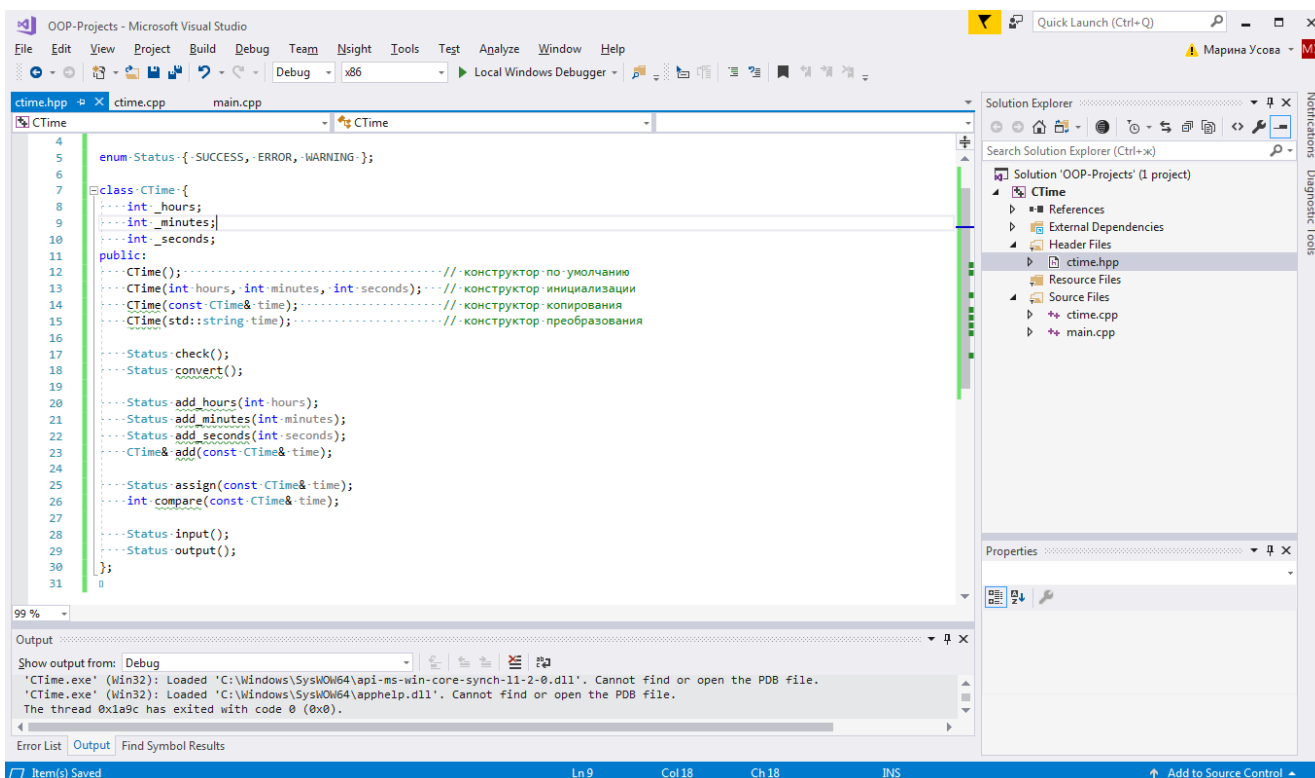 OOP-Projects - Microsoft Visual Studio
Quick Launch (Ctrl+Q)
File Edit View Project Build Debug Team Nsight Tools Test Analyze Window Help
Марина Усова
Debug x86 Local Windows Debugger
ctime.hpp ctime.cpp main.cpp
CTime CTime
4
5 enum Status { SUCCESS, ERROR, WARNING };
6
7 class CTime {
8 int _hours;
9 int _minutes;
10 int _seconds;
11 public:
12 CTime(); // конструктор по умолчанию
13 CTime(int hours, int minutes, int seconds); // конструктор инициализации
14 CTime(const CTime& time); // конструктор копирования
15 CTime(std::string time); // конструктор преобразования
16
17 Status check();
18 Status convert();
19
20 Status add_hours(int hours);
21 Status add_minutes(int minutes);
22 Status add_seconds(int seconds);
23 CTime& add(const CTime& time);
24
25 Status assign(const CTime& time);
26 int compare(const CTime& time);
27
28 Status input();
29 Status output();
30 };
31
99 %
Output
Show output from: Debug
'CTime.exe' (Win32): Loaded 'C:\Windows\SysWOW64\api-ms-win-core-synch-l1-2-0.dll'. Cannot find or open the PDB file.
'CTime.exe' (Win32): Loaded 'C:\Windows\SysWOW64\apphelp.dll'. Cannot find or open the PDB file.
The thread 0x1a9c has exited with code 0 (0x0).
Error List Output Find Symbol Results
Solution Explorer
Search Solution Explorer (Ctrl+ж)
Solution 'OOP-Projects' (1 project)
CTime
References
External Dependencies
Header Files
ctime.hpp
Resource Files
Source Files
ctime.cpp
main.cpp
Properties
Notifications
Diagnostic Tools
Item(s) Saved Ln 9 Col 18 Ch 18 INS Add to Source Control